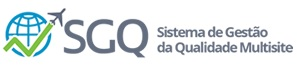 SGQ
Sistema de Gestão
da Qualidade Multisite